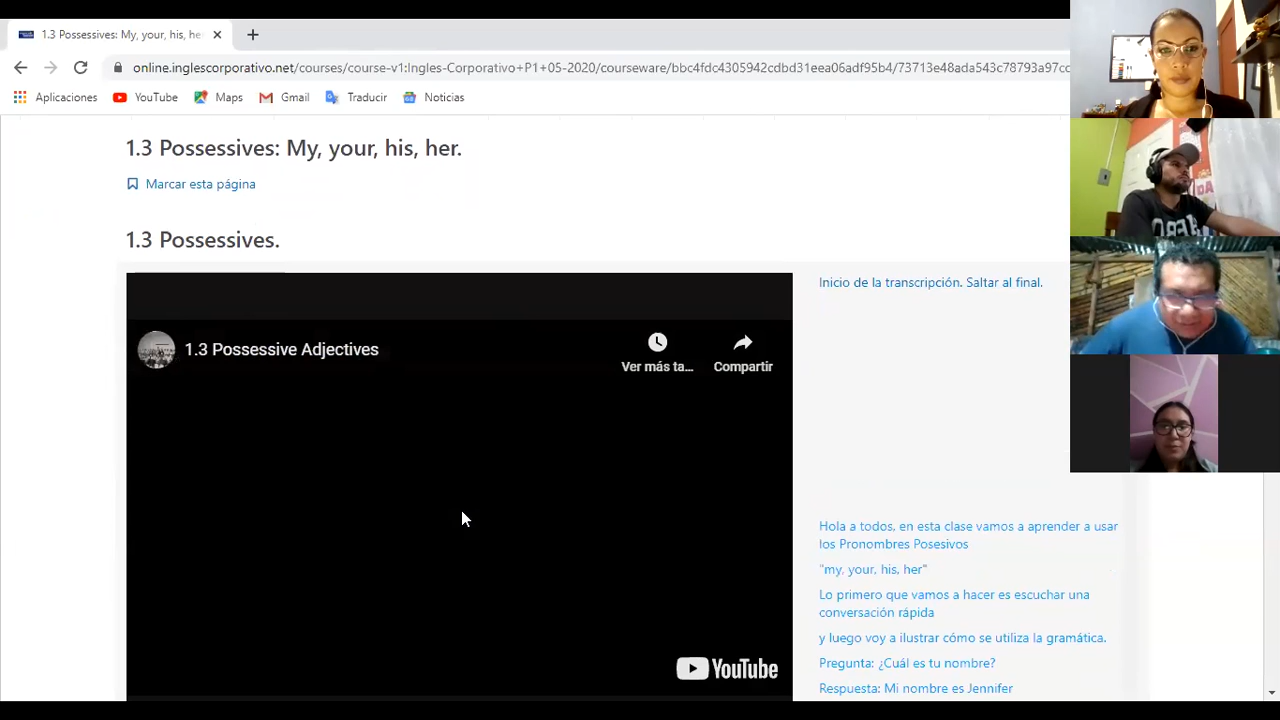 1.3 Possessives: My, your, his, he
online.inglescorporativo.net/courses/course-v1:Ingles-Corporativo+P1+05-2020/courseware/bbc4fdc4305942cdbd31eea06adf95b4/73713e48ada543c78793a97cc
Aplicaciones YouTube Maps Gmail Traducir Noticias
1.3 Possessives: My, your, his, her.
Marcar esta página
1.3 Possessives.
1.3 Possessive Adjectives
Ver más ta... Compartir
YouTube
Inicio de la transcripción. Saltar al final.
Hola a todos, en esta clase vamos a aprender a usar
los Pronombres Posesivos
"my, your, his, her"
Lo primero que vamos a hacer es escuchar una
conversación rápida
y luego voy a ilustrar cómo se utiliza la gramática.
Pregunta: ¿Cuál es tu nombre?
Respuesta: Mi nombre es Jennifer